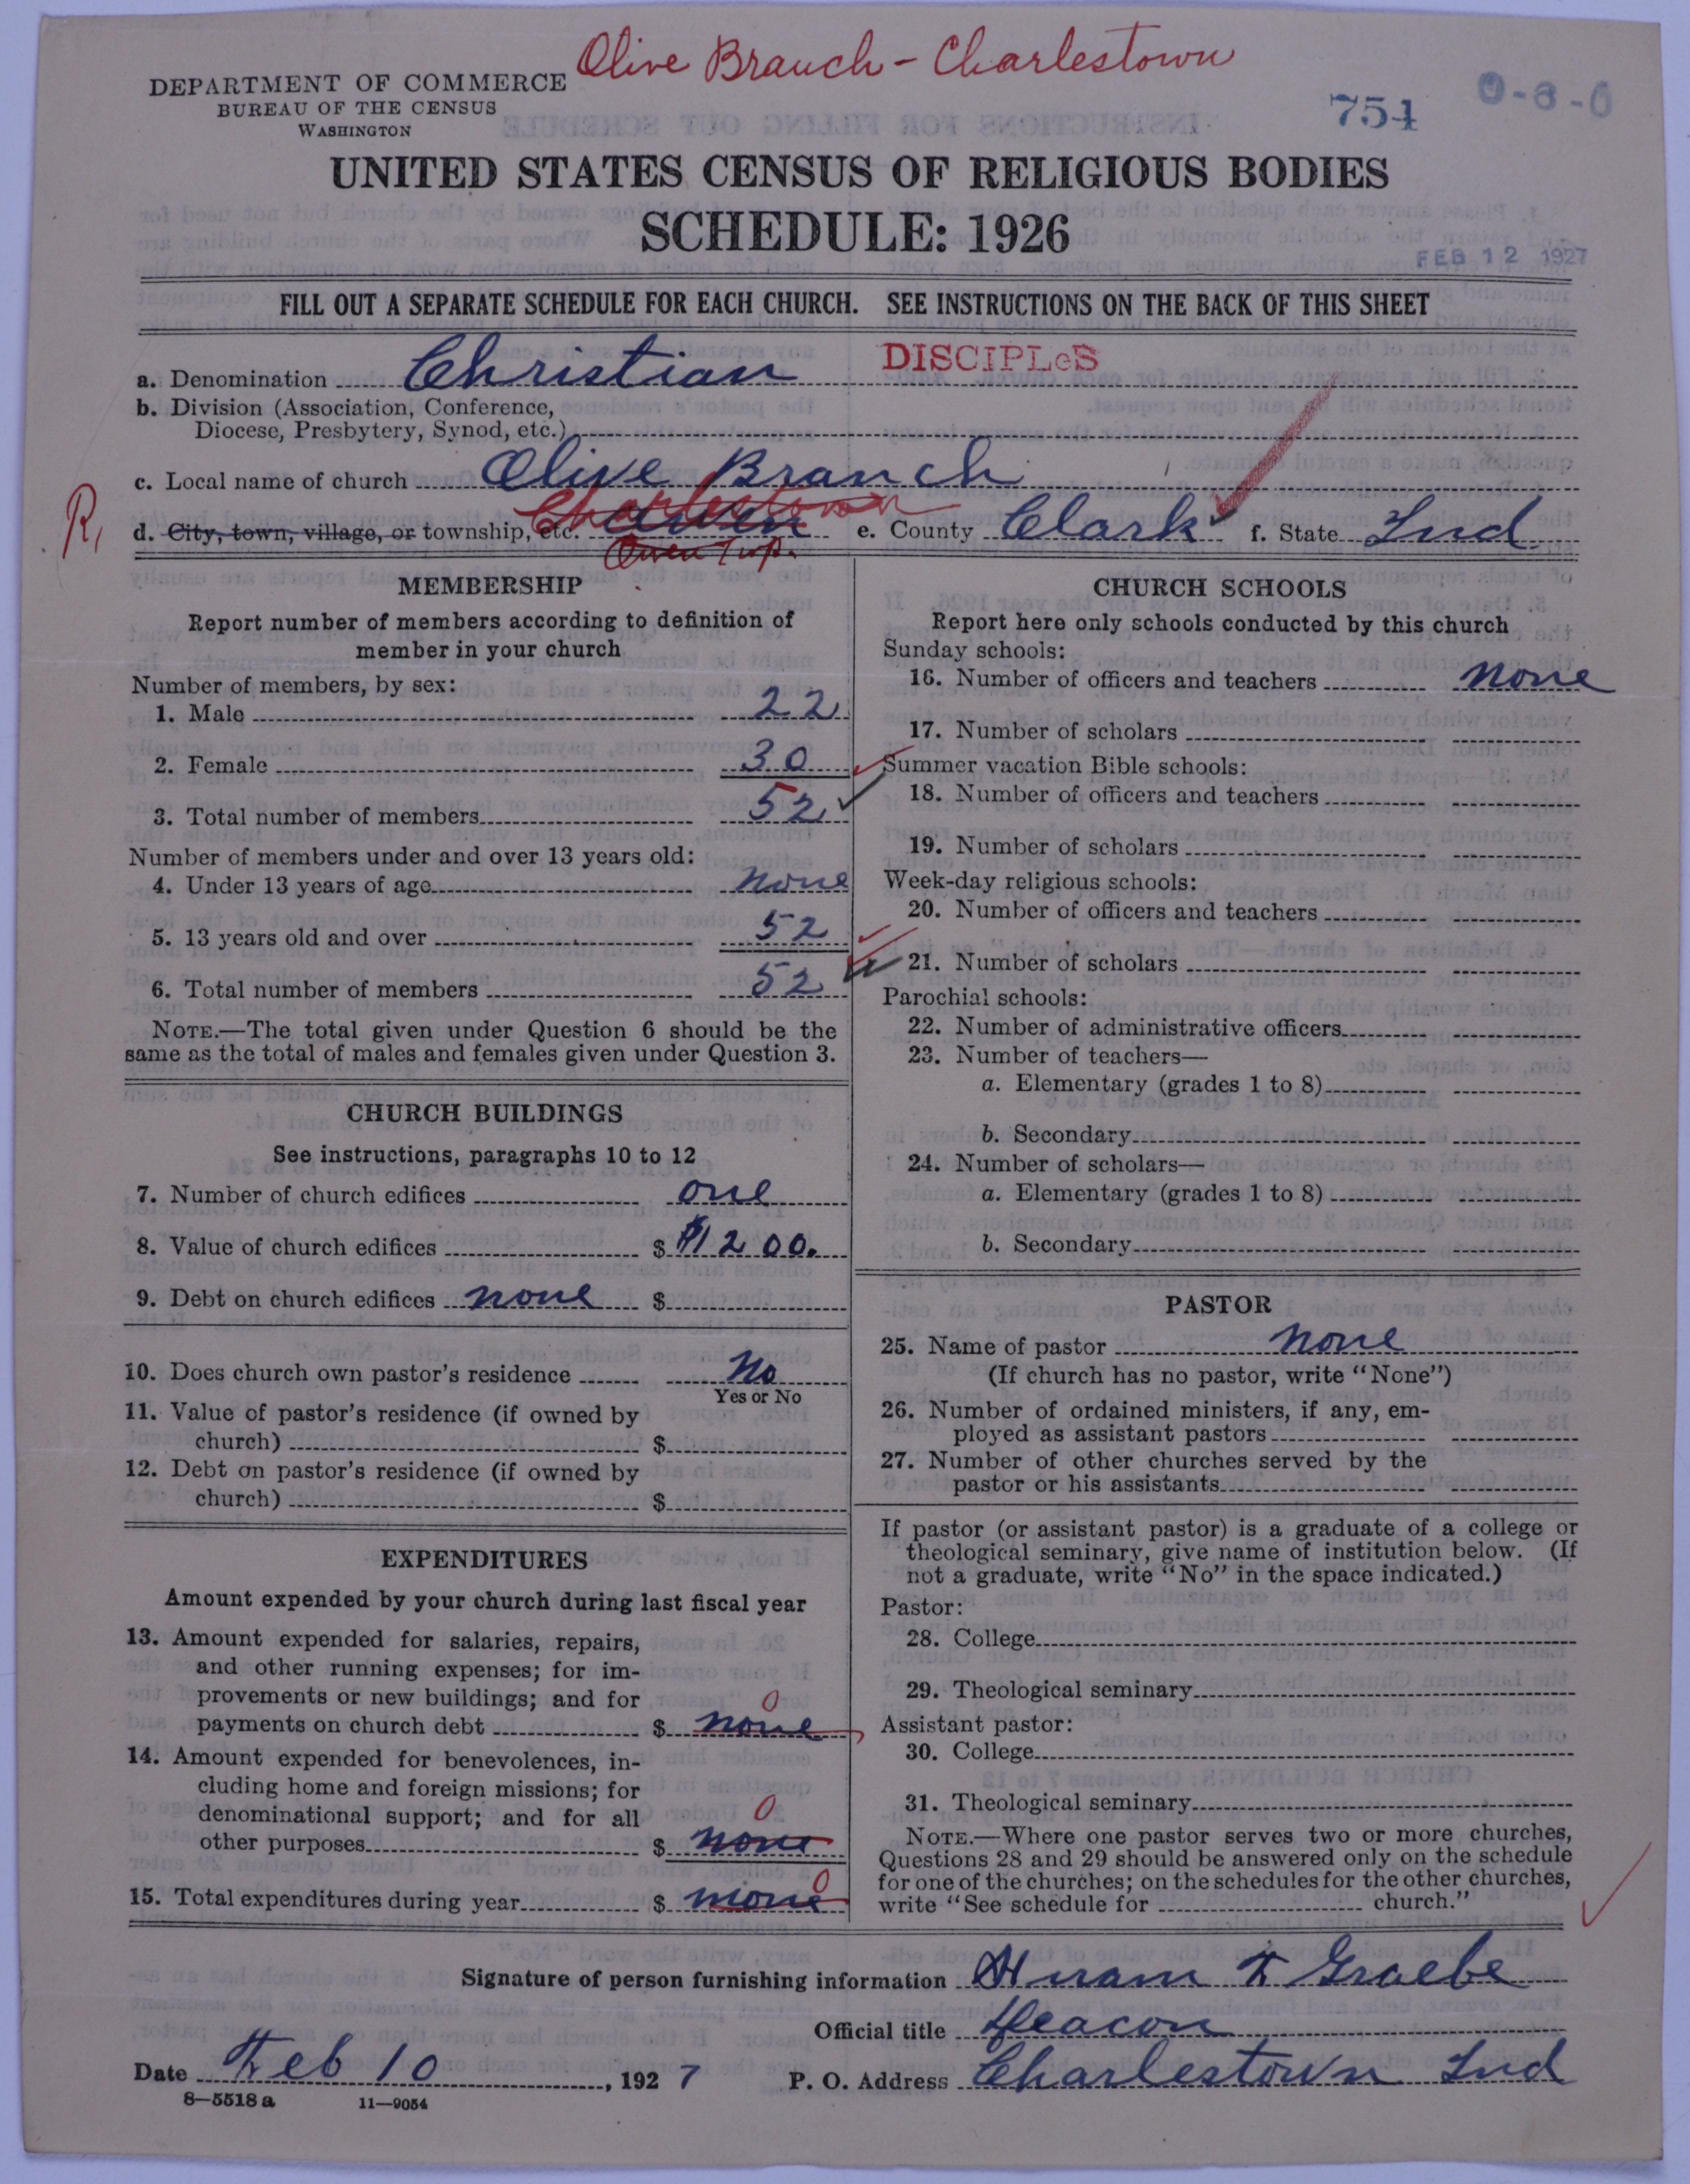 Olive Branch - Charlestown
DEPARTMENT OF COMMERCE
BUREAU OF THE CENSUS
WASHINGTON
754
0-6-0
UNITED STATES CENSUS OF RELIGIOUS BODIES
SCHEDULE: 1926
FEB 12 1927
FILL OUT A SEPARATE SCHEDULE FOR EACH CHURCH. SEE INSTRUCTIONS ON THE BACK OF THIS SHEET
a. Denomination Christian DISCIPLeS
b. Division (Association, Conference,
Diocese, Presbytery, Synod, etc.)
c. Local name of church Olive Branch
Charlestown
R, d. City, town, village, or township, etc. Owen e. County Clark f. State Ind
Owen Twp.
MEMBERSHIP
Report number of members according to definition of
member in your church
Number of members, by sex:
1. Male 22
2. Female 30
3. Total number of members 52
Number of members under and over 13 years old:
4. Under 13 years of age none
5. 13 years old and over 52
6. Total number of members 52
NOTE.—The total given under Question 6 should be the
same as the total of males and females given under Question 3.
CHURCH BUILDINGS
See instructions, paragraphs 10 to 12
7. Number of church edifices one
8. Value of church edifices $ $1200.
9. Debt on church edifices none $
10. Does church own pastor's residence No
Yes or No
11. Value of pastor's residence (if owned by
church) $
12. Debt on pastor's residence (if owned by
church) $
EXPENDITURES
Amount expended by your church during last fiscal year
13. Amount expended for salaries, repairs,
and other running expenses; for im-
provements or new buildings; and for 0
payments on church debt $ none
14. Amount expended for benevolences, in-
cluding home and foreign missions; for
denominational support; and for all 0
other purposes $ none
15. Total expenditures during year $ none 0
CHURCH SCHOOLS
Report here only schools conducted by this church
Sunday schools:
16. Number of officers and teachers none
17. Number of scholars
Summer vacation Bible schools:
18. Number of officers and teachers
19. Number of scholars
Week-day religious schools:
20. Number of officers and teachers
21. Number of scholars
Parochial schools:
22. Number of administrative officers
23. Number of teachers—
a. Elementary (grades 1 to 8)
b. Secondary
24. Number of scholars—
a. Elementary (grades 1 to 8)
b. Secondary
PASTOR
25. Name of pastor none
(If church has no pastor, write "None")
26. Number of ordained ministers, if any, em-
ployed as assistant pastors
27. Number of other churches served by the
pastor or his assistants
If pastor (or assistant pastor) is a graduate of a college or
theological seminary, give name of institution below. (If
not a graduate, write "No" in the space indicated.)
Pastor:
28. College
29. Theological seminary
Assistant pastor:
30. College
31. Theological seminary
NOTE.—Where one pastor serves two or more churches,
Questions 28 and 29 should be answered only on the schedule
for one of the churches; on the schedules for the other churches,
write "See schedule for church."
Signature of person furnishing information Hiram F Graebe
Official title Deacon
Date Feb 10, 1927 P. O. Address Charlestown Ind
8—5518 a 11—9054